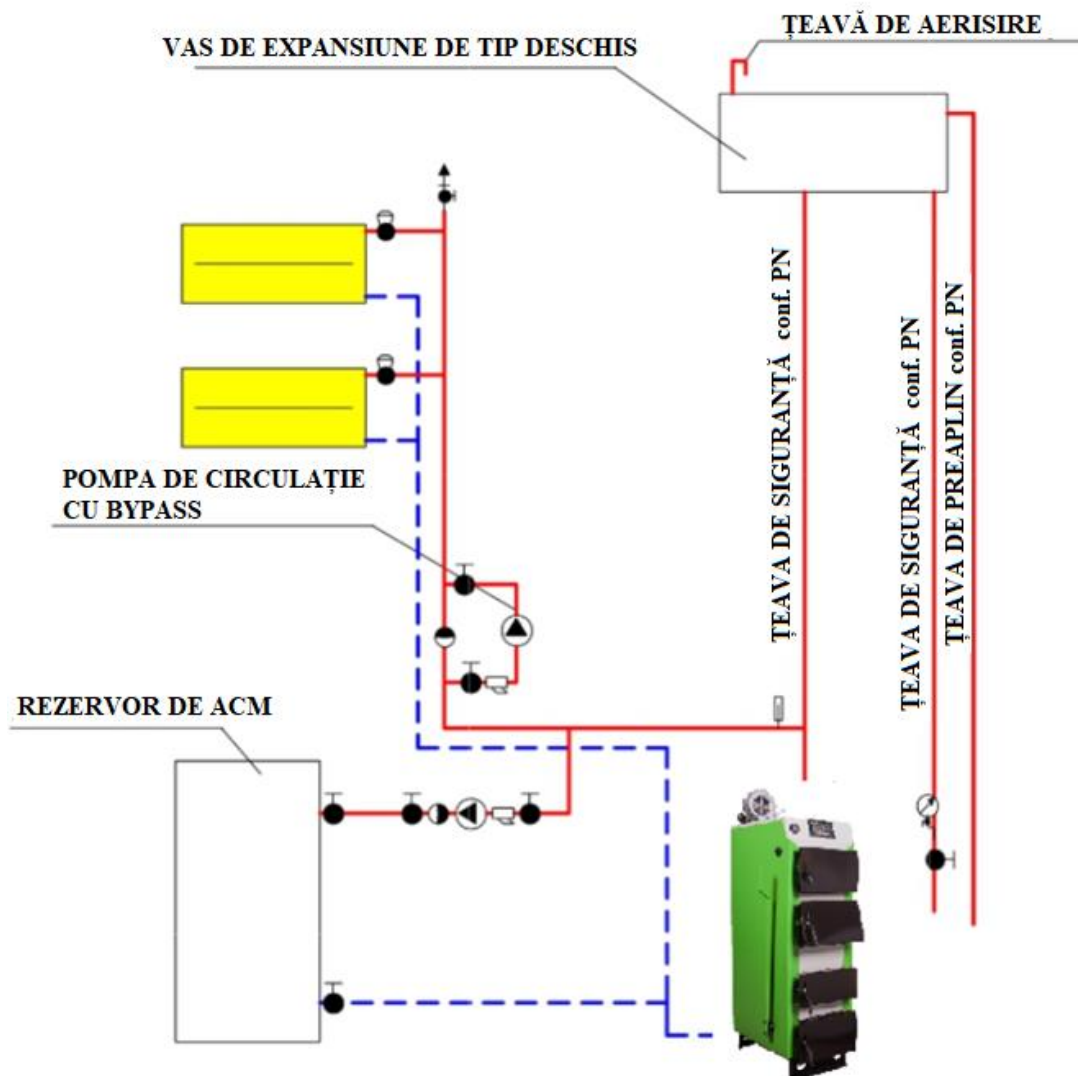 ȚEAVĂ DE AERISIRE
VAS DE EXPANSIUNE DE TIP DESCHIS
ȚEAVA DE SIGURANȚĂ conf. PN
ȚEAVA DE SIGURANȚĂ conf. PN
ȚEAVA DE PREAPLIN conf. PN
POMPA DE CIRCULAȚIE
CU BYPASS
REZERVOR DE ACM